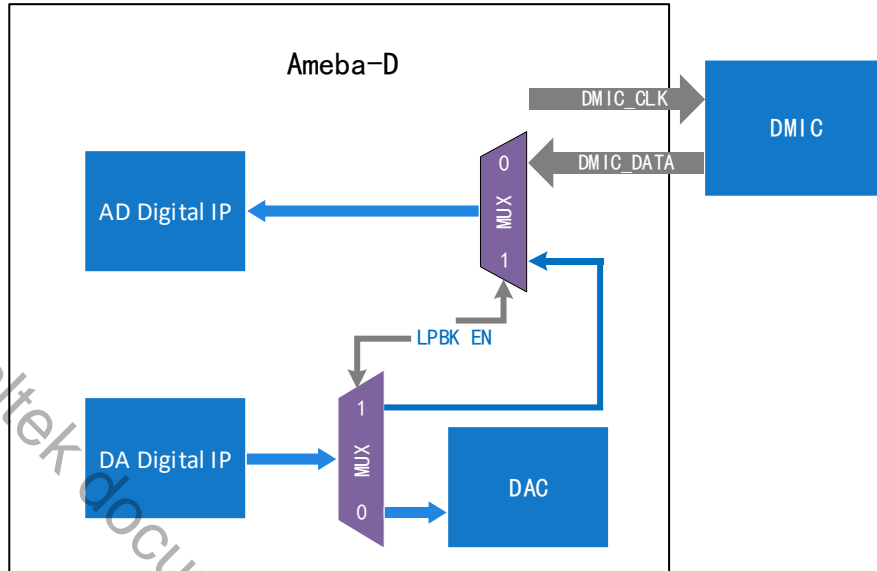 Ameba-D
DMIC_CLK
DMIC
DMIC_DATA
0
AD Digital IP
MUX
1
LPBK EN
1
DA Digital IP
MUX
DAC
0